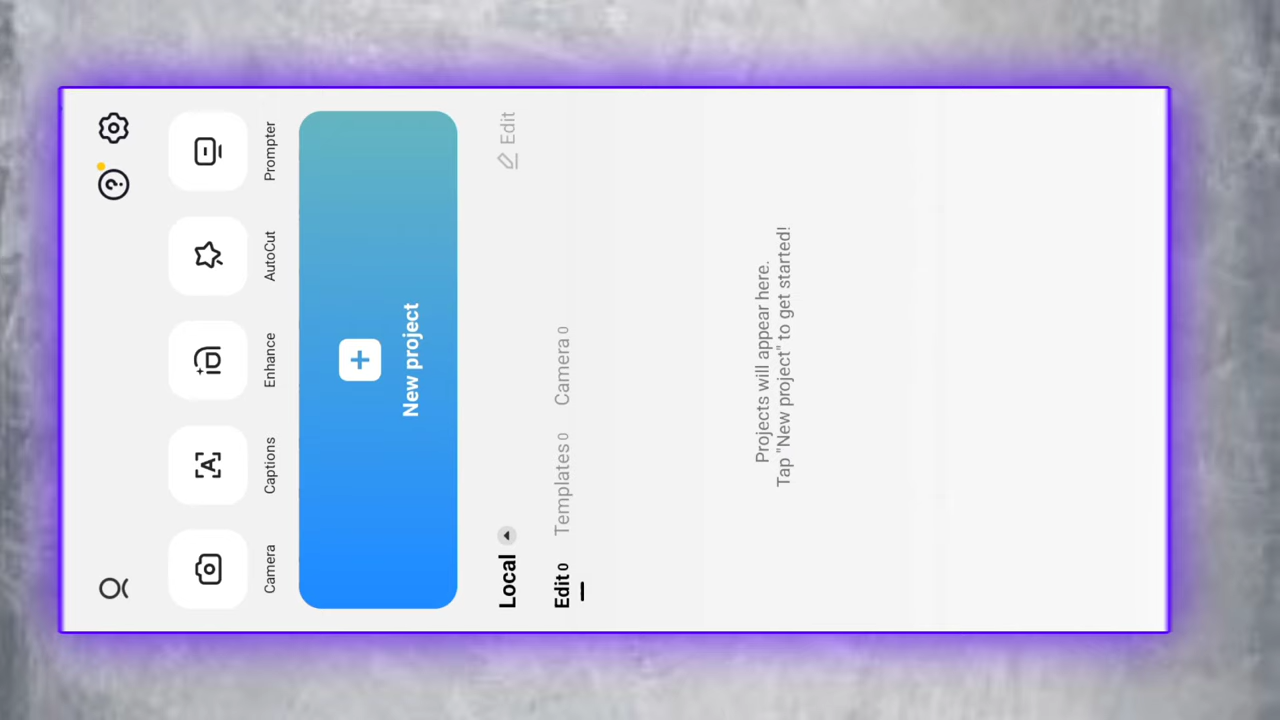 Camera
Captions
Enhance
AutoCut
Prompter
New project
Local
Edit
Edit 0
Templates 0
Camera 0
Projects will appear here.
Tap "New project" to get started!